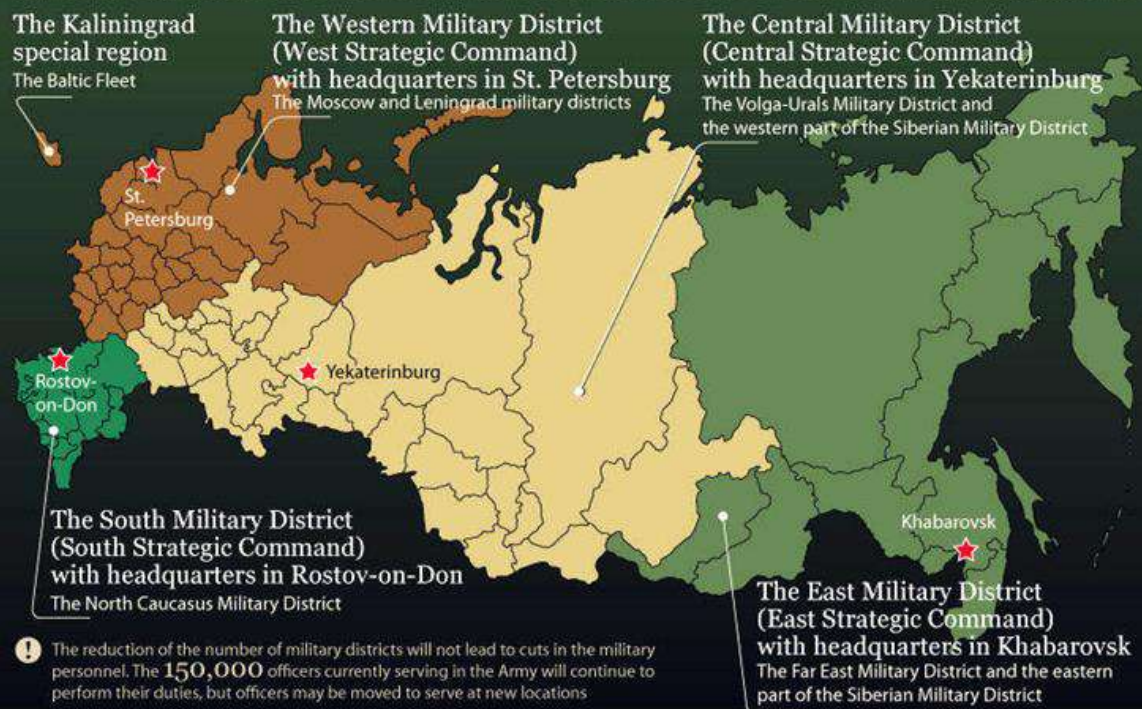 The Kaliningrad
special region
The Baltic Fleet
The Western Military District
(West Strategic Command)
with headquarters in St. Petersburg
The Moscow and Leningrad military districts
The Central Military District
(Central Strategic Command)
with headquarters in Yekaterinburg
The Volga-Urals Military District and
the western part of the Siberian Military District
St.
Petersburg
Rostov-
on-Don
Yekaterinburg
Khabarovsk
The South Military District
(South Strategic Command)
with headquarters in Rostov-on-Don
The North Caucasus Military District
The East Military District
(East Strategic Command)
with headquarters in Khabarovsk
The Far East Military District and the eastern
part of the Siberian Military District
! The reduction of the number of military districts will not lead to cuts in the military
personnel. The 150,000 officers currently serving in the Army will continue to
perform their duties, but officers may be moved to serve at new locations